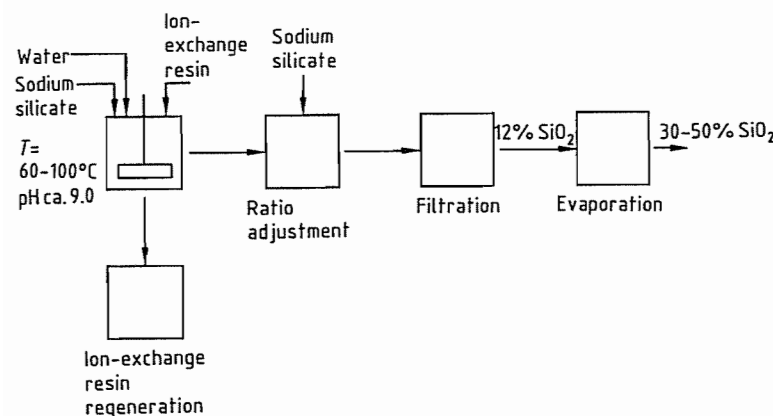 Water
Sodium
silicate
Ion-
exchange
resin
T=
60-100°C
pH ca. 9.0
Sodium
silicate
Ratio
adjustment
Filtration
12% SiO₂
Evaporation
30-50% SiO₂
Ion-exchange
resin
regeneration